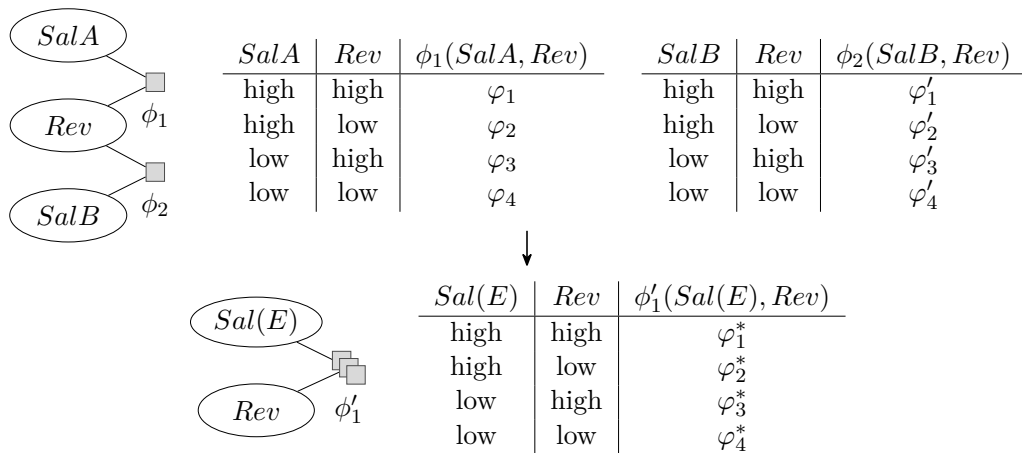 SalA
Rev
SalB
ϕ₁
ϕ₂
SalA Rev ϕ₁(SalA, Rev)
high high φ₁
high low φ₂
low high φ₃
low low φ₄
SalB Rev ϕ₂(SalB, Rev)
high high φ′₁
high low φ′₂
low high φ′₃
low low φ′₄
Sal(E)
Rev
ϕ′₁
Sal(E) Rev ϕ′₁(Sal(E), Rev)
high high φ*₁
high low φ*₂
low high φ*₃
low low φ*₄